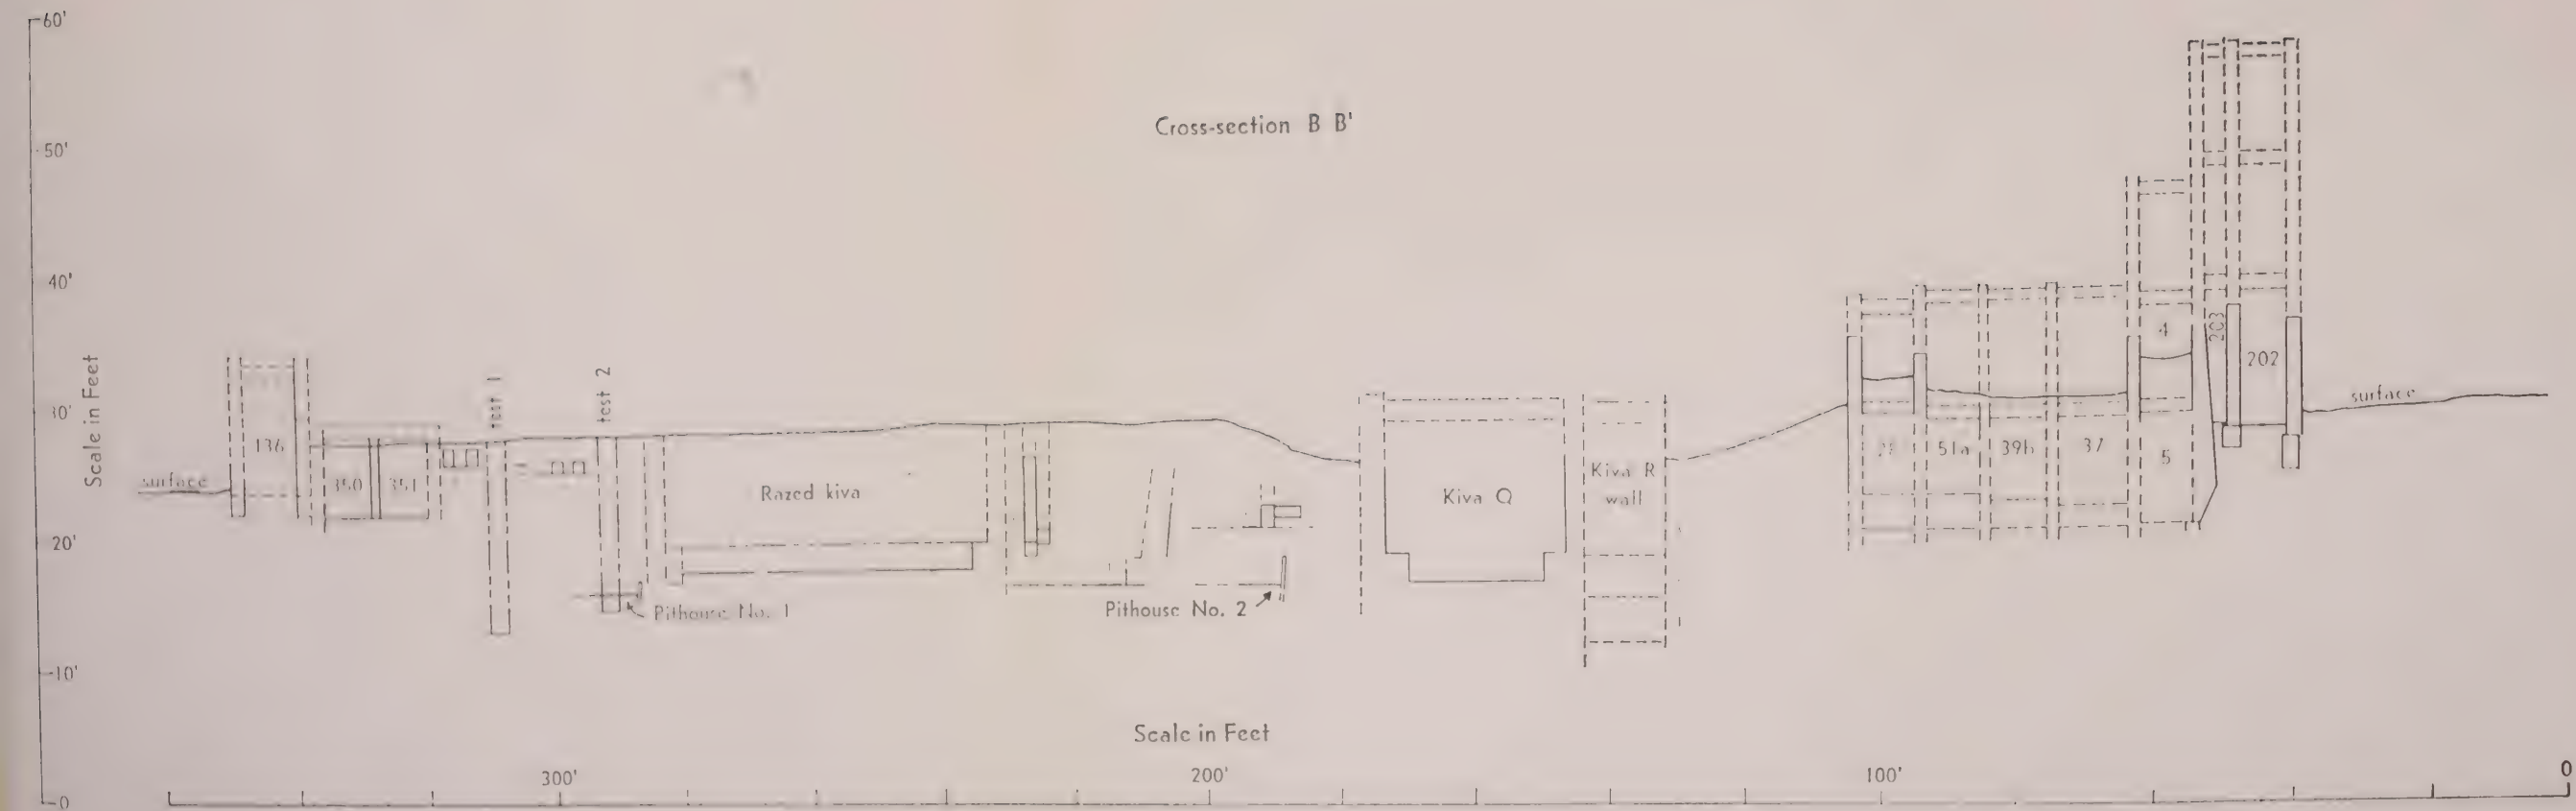 60'
Cross-section B B'
50'
40'
30'
20'
10'
0
Scale in Feet
surface
136
350
351
test 1
test 2
Pithouse No. 1
Razed kiva
Pithouse No. 2
Kiva Q
Kiva R
wall
51a
39b
37
4
5
203
202
surface
Scale in Feet
300'
200'
100'
0